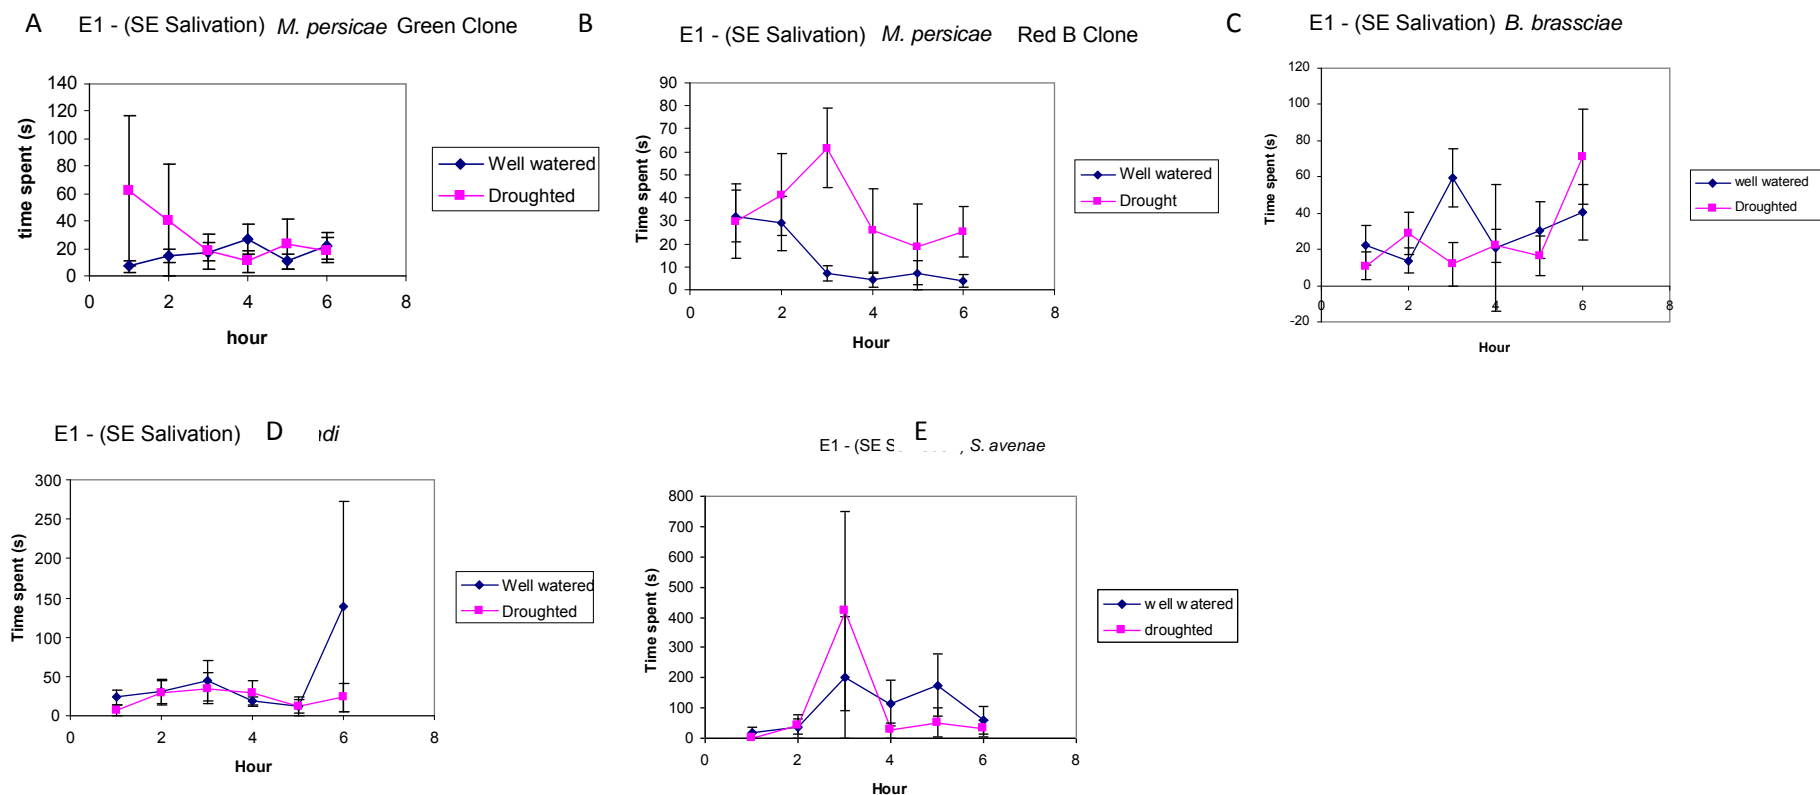 A E1 - (SE Salivation) M. persicae Green Clone
time spent (s)
140
120
100
80
60
40
20
0
0 2 4 6 8
hour
Well watered
Droughted
B E1 - (SE Salivation) M. persicae Red B Clone
Time spent (s)
90
80
70
60
50
40
30
20
10
0
0 2 4 6 8
Hour
Well watered
Drought
C E1 - (SE Salivation) B. brassciae
Time spent (s)
120
100
80
60
40
20
0
-20
0 2 4 6 8
Hour
well watered
Droughted
E1 - (SE Salivation) D
Time spent (s)
300
250
200
150
100
50
0
0 2 4 6 8
Hour
Well watered
Droughted
E
E1 - (SE S. avenae
Time spent (s)
800
700
600
500
400
300
200
100
0
0 2 4 6 8
Hour
well watered
droughted